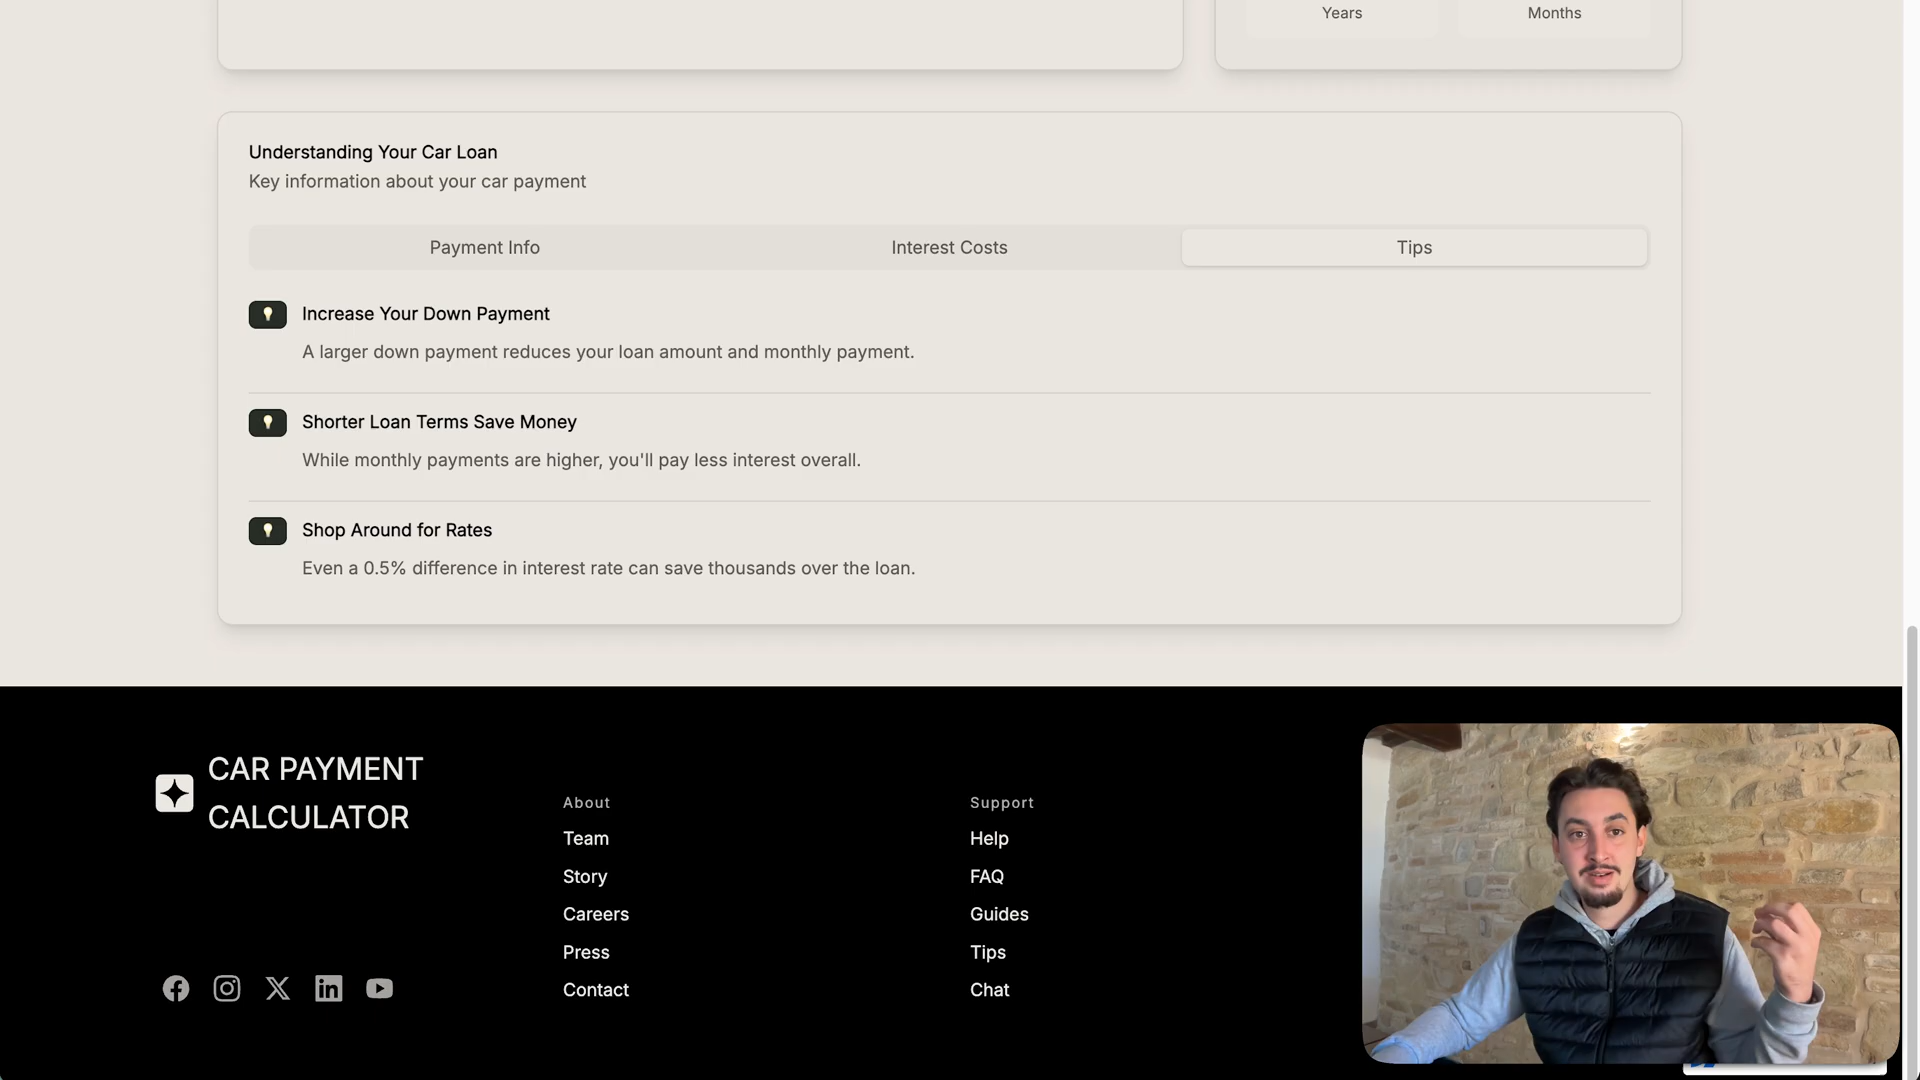 Years
Months
Understanding Your Car Loan
Key information about your car payment
Payment Info
Interest Costs
Tips
Increase Your Down Payment
A larger down payment reduces your loan amount and monthly payment.
Shorter Loan Terms Save Money
While monthly payments are higher, you'll pay less interest overall.
Shop Around for Rates
Even a 0.5% difference in interest rate can save thousands over the loan.
CAR PAYMENT
CALCULATOR
About
Team
Story
Careers
Press
Contact
Support
Help
FAQ
Guides
Tips
Chat